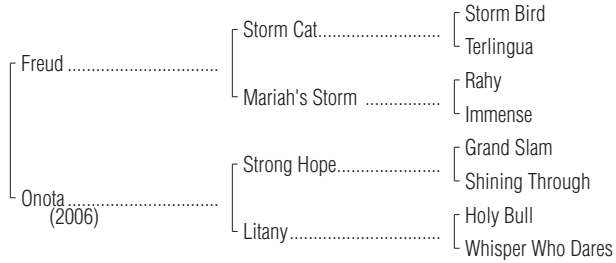 Storm Bird
Storm Cat..........................
Terlingua
Freud ................................
Rahy
Mariah's Storm ................
Immense
Grand Slam
Strong Hope......................
Shining Through
Onota..........................
(2006)
Holy Bull
Litany................................
Whisper Who Dares